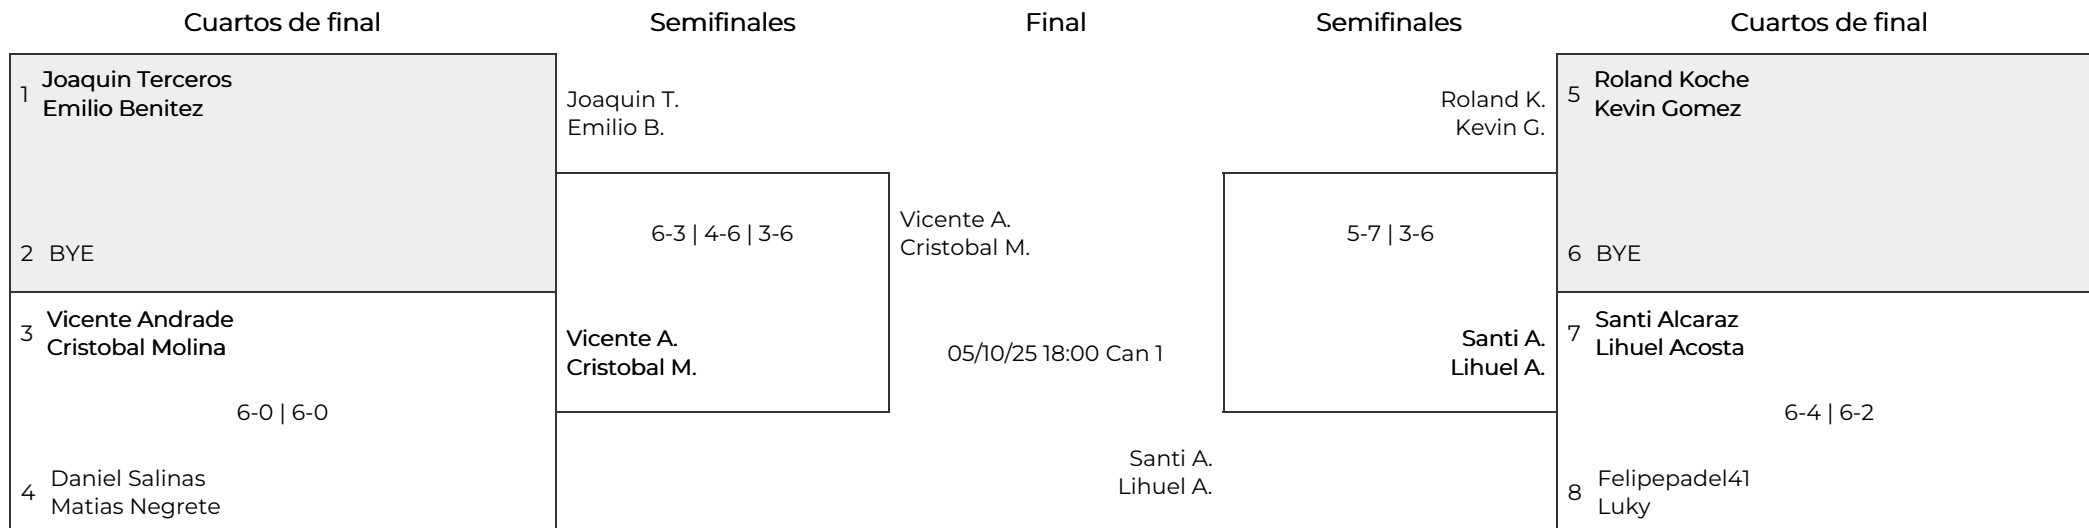 Cuartos de final
Semifinales
Final
Semifinales
Cuartos de final
1
Joaquin Terceros
Emilio Benitez
2 BYE
3
Vicente Andrade
Cristobal Molina
6-0 | 6-0
4
Daniel Salinas
Matias Negrete
Joaquin T.
Emilio B.
6-3 | 4-6 | 3-6
Vicente A.
Cristobal M.
Vicente A.
Cristobal M.
05/10/25 18:00 Can 1
Santi A.
Lihuel A.
Roland K.
Kevin G.
5-7 | 3-6
Santi A.
Lihuel A.
5
Roland Koche
Kevin Gomez
6 BYE
7
Santi Alcaraz
Lihuel Acosta
6-4 | 6-2
8
Felipepadel41
Luky